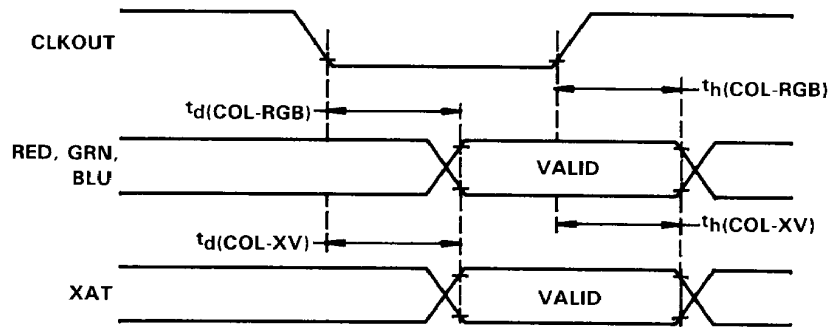 CLKOUT
td(COL-RGB)
th(COL-RGB)
RED, GRN,
BLU
VALID
td(COL-XV)
th(COL-XV)
XAT
VALID